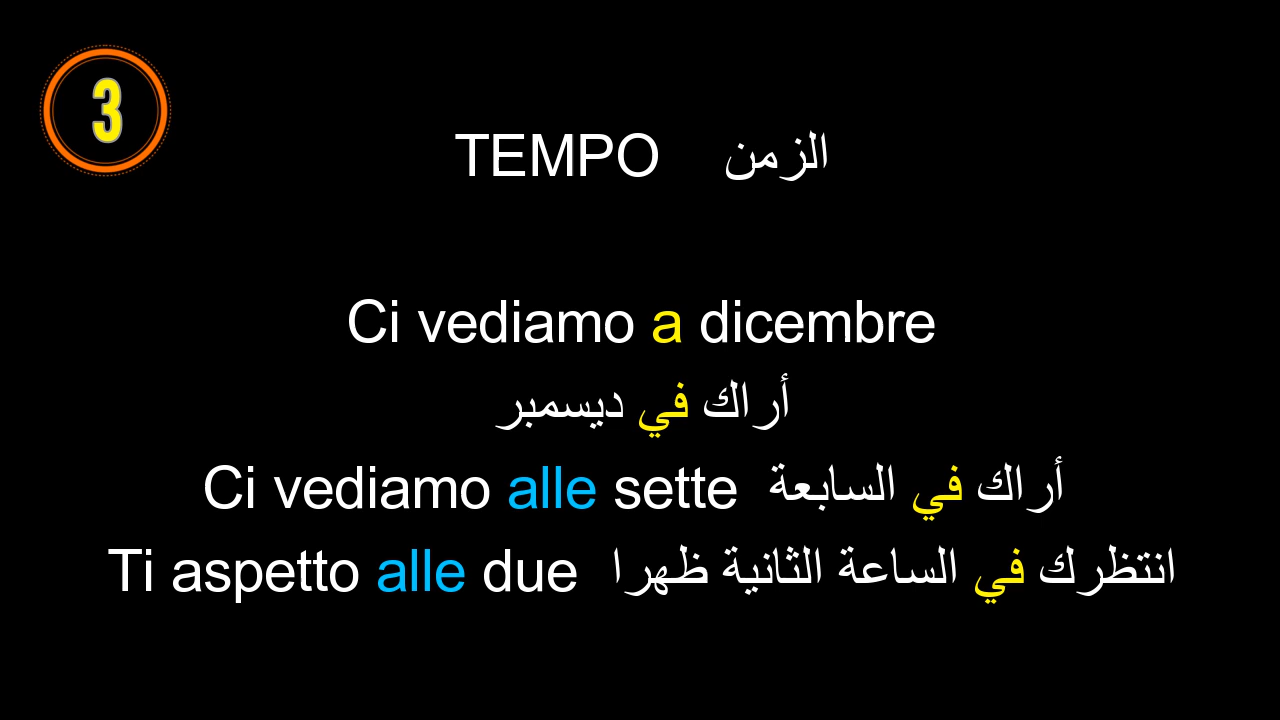 3
TEMPO الزمن
Ci vediamo a dicembre
أراك في ديسمبر
Ci vediamo alle sette أراك في السابعة
Ti aspetto alle due انتظرك في الساعة الثانية ظهرا